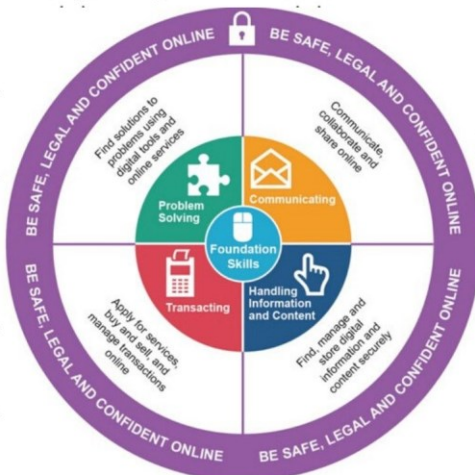 BE SAFE, LEGAL AND CONFIDENT ONLINE
BE SAFE, LEGAL AND CONFIDENT ONLINE
Find solutions to
problems using
digital tools and
online services
Communicate,
collaborate and
share online
Problem
Solving
Communicating
Foundation
Skills
Transacting
Handling
Information
and Content
Apply for services,
buy and sell, and
manage transactions
online
Find, manage and
store digital
information and
content securely
BE SAFE, LEGAL AND CONFIDENT ONLINE
BE SAFE, LEGAL AND CONFIDENT ONLINE